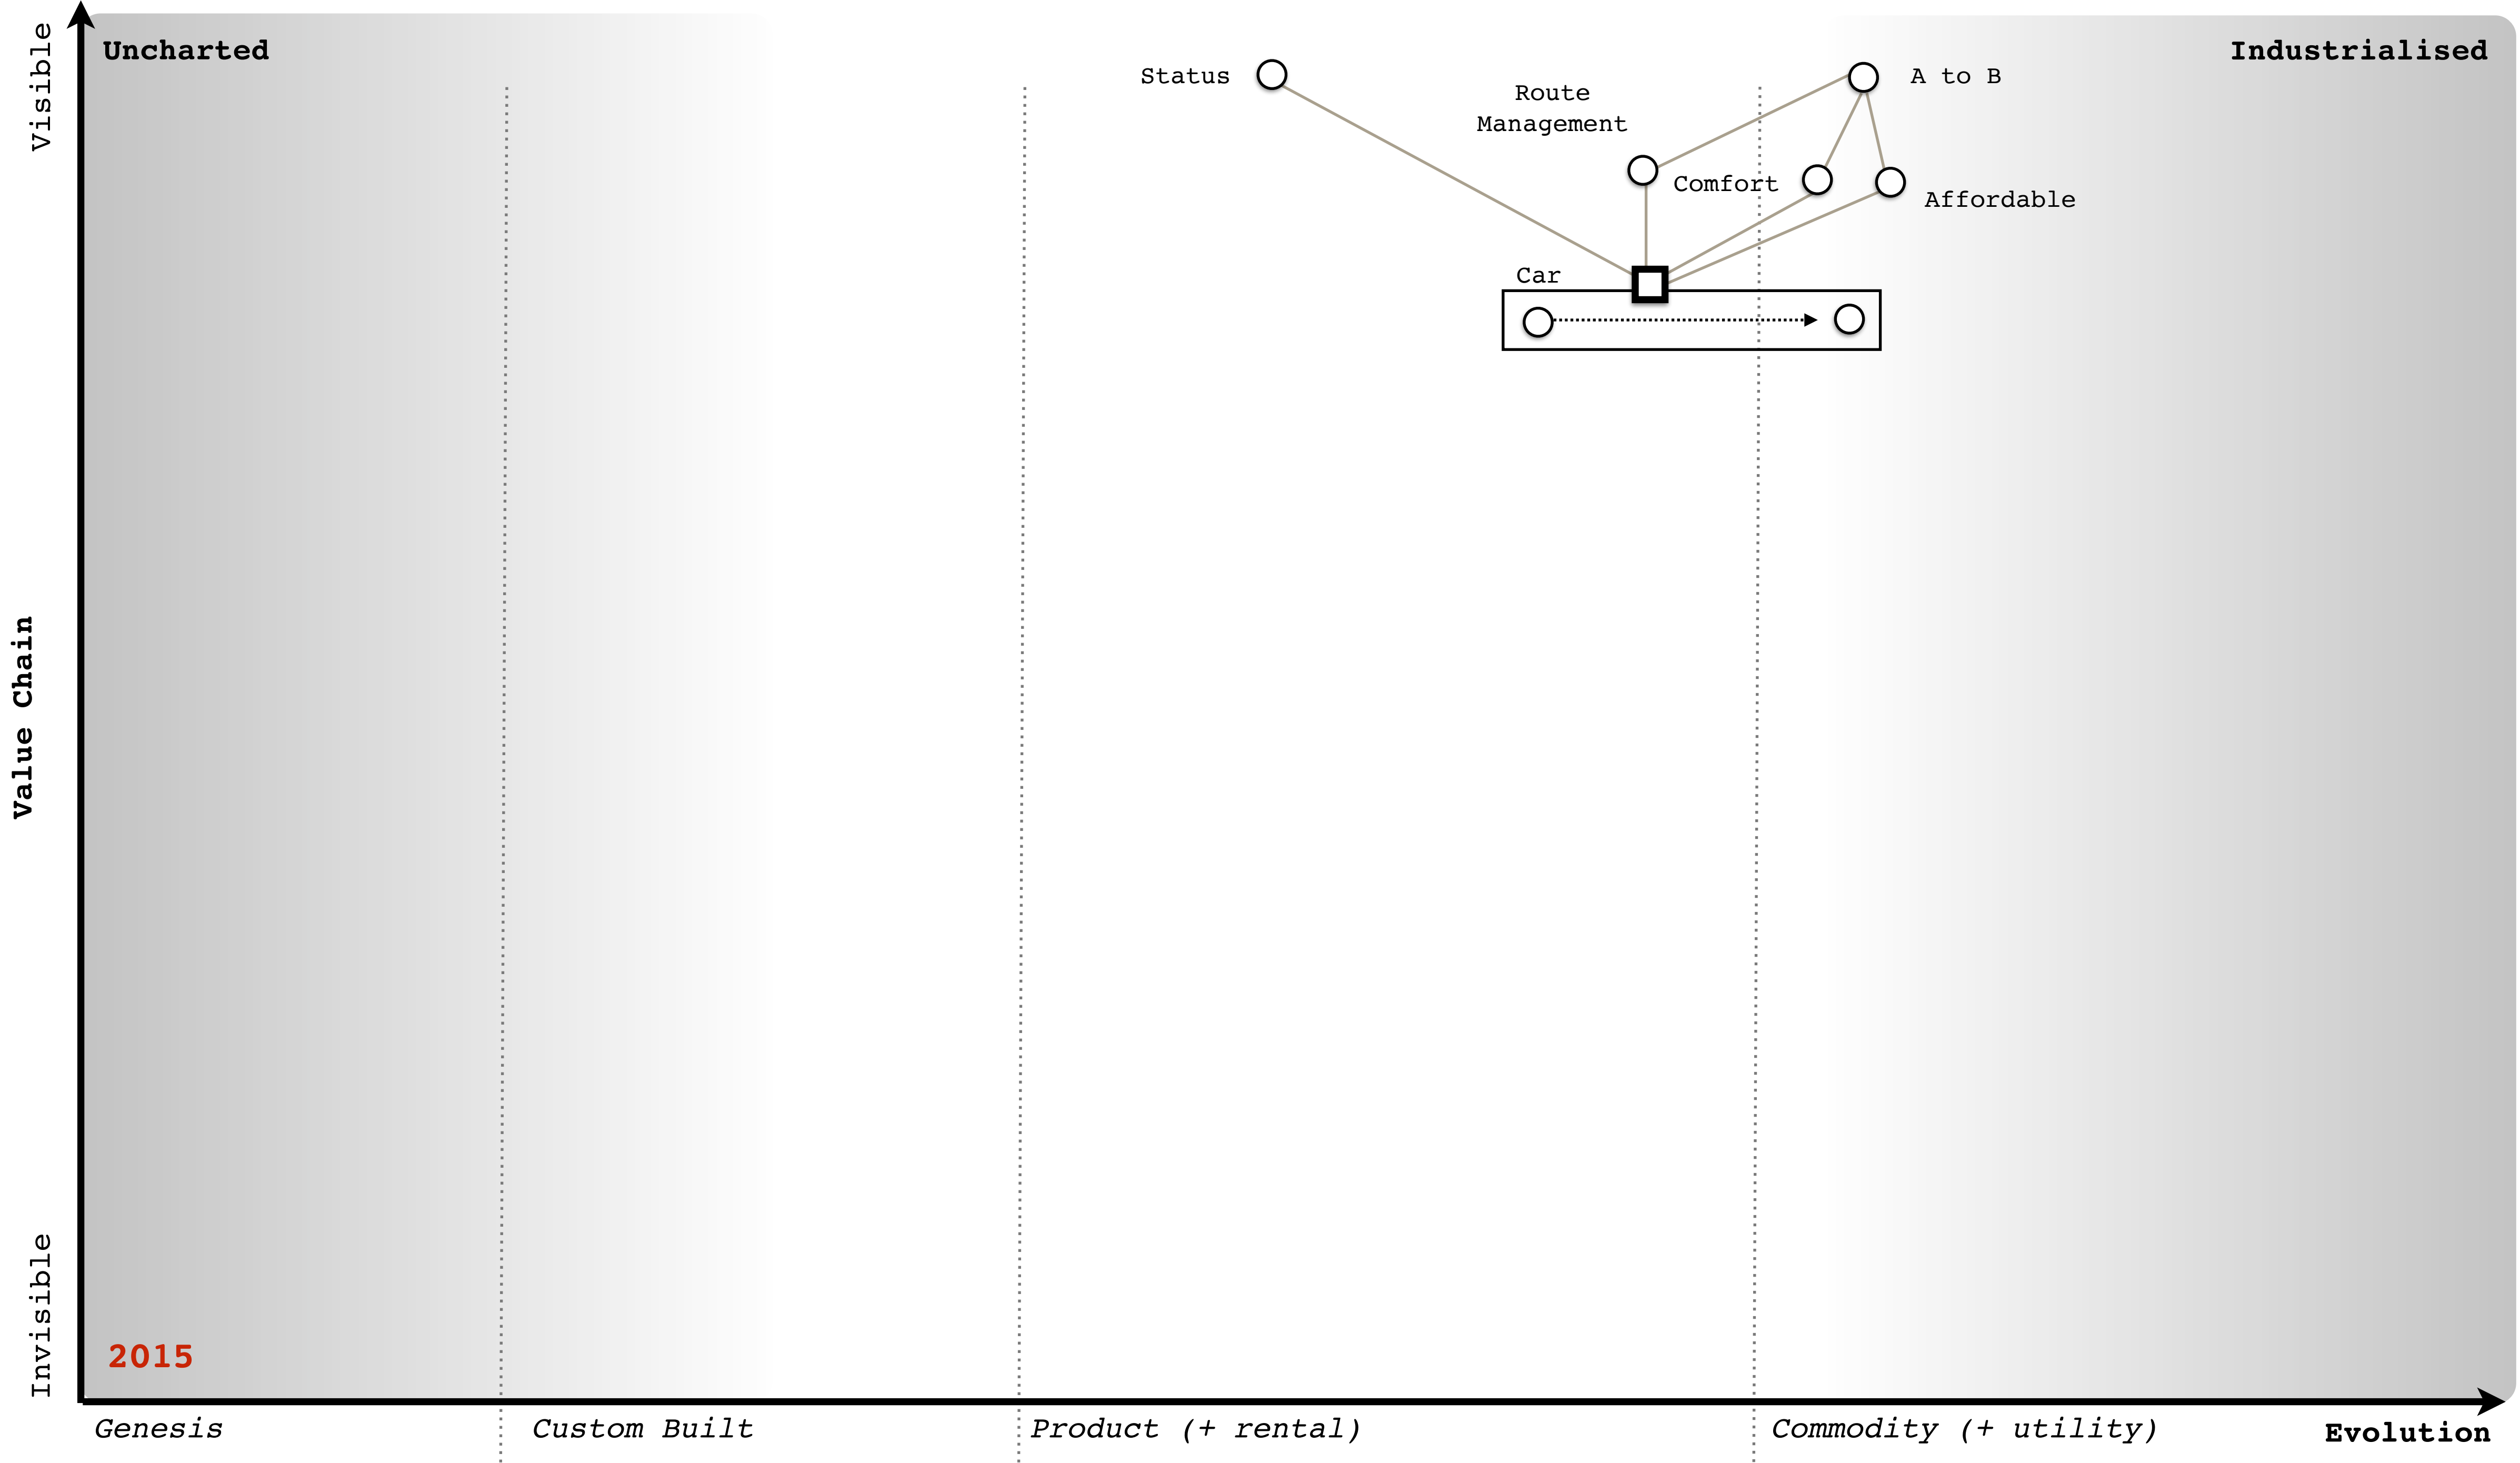 Visible
Uncharted
Industrialised
Status
A to B
Route
Management
Comfort
Affordable
Car
Value Chain
Invisible
2015
Genesis
Custom Built
Product (+ rental)
Commodity (+ utility)
Evolution